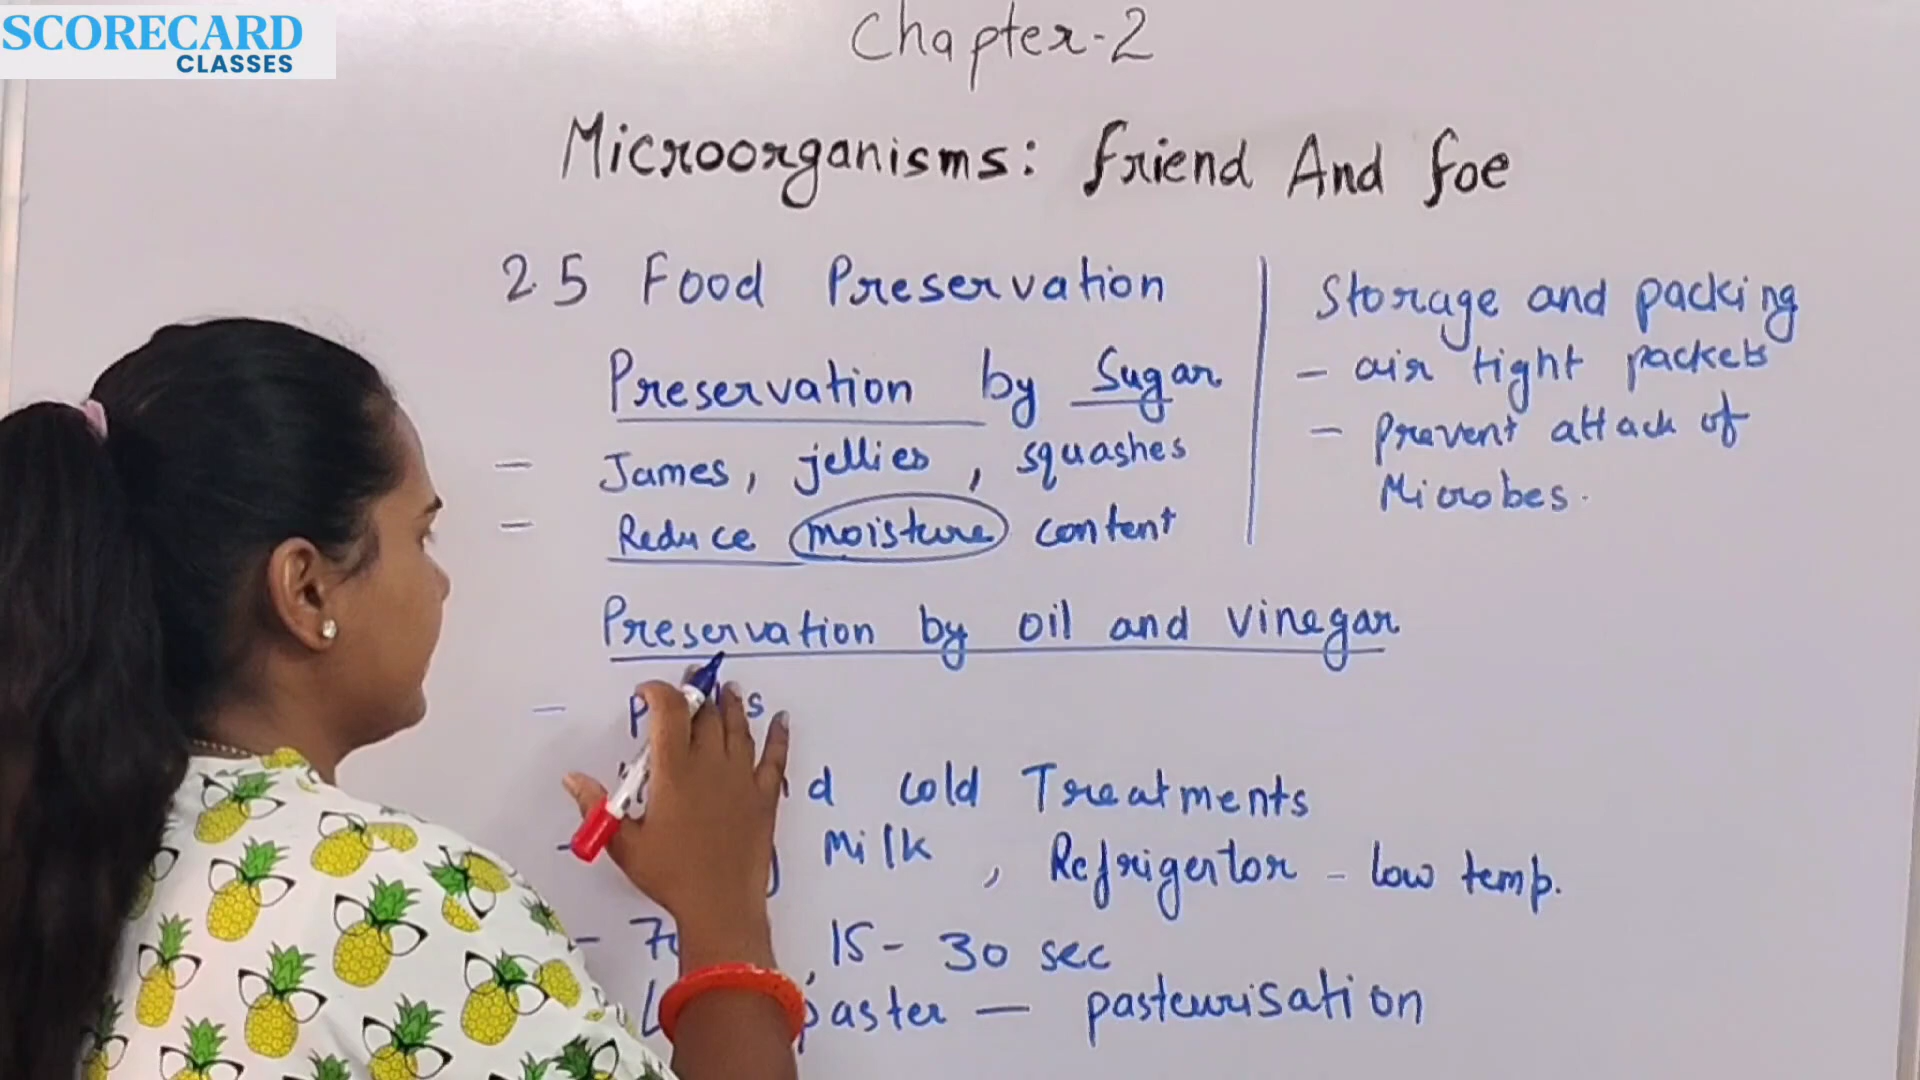 SCORECARD
CLASSES
Chapter-2
Microorganisms: friend And foe
2.5 Food Preservation
Preservation by Sugar
- James, jellies, squashes
- Reduce moisture content
Preservation by oil and vinegar
-
cold Treatments
- Milk, Refrigertor - low temp.
- , 15- 30 sec
paster — pasteurisation
Storage and packing
- air tight packets
- prevent attack of
Microbes.